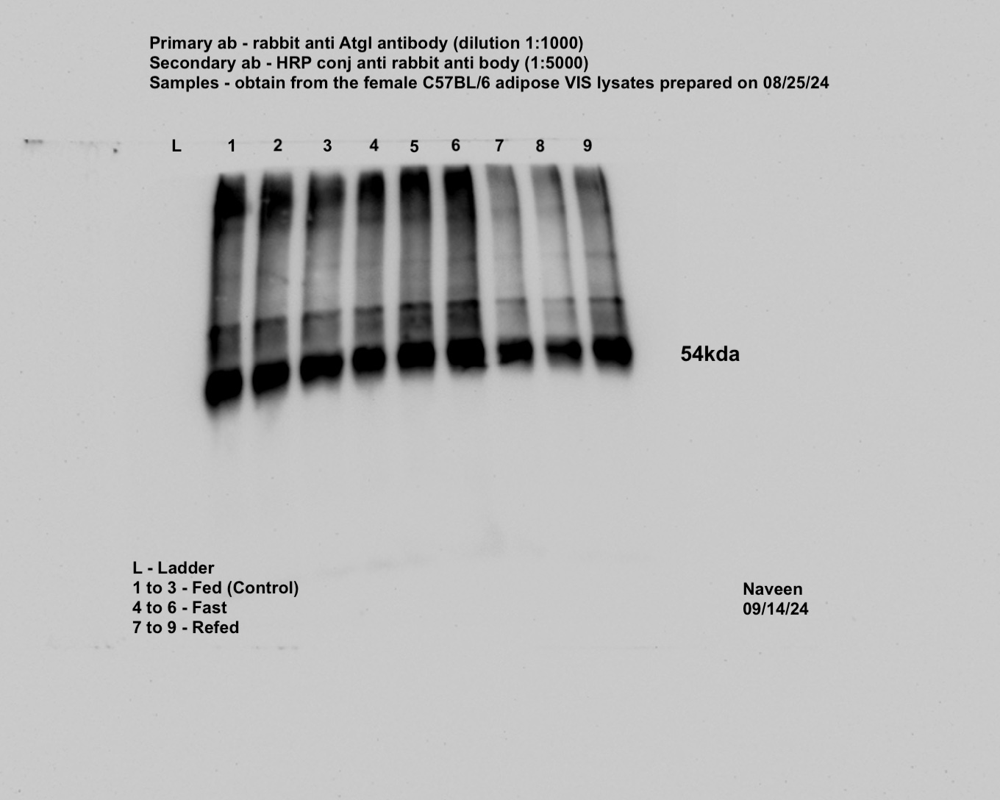 Primary ab - rabbit anti Atgl antibody (dilution 1:1000)
Secondary ab - HRP conj anti rabbit anti body (1:5000)
Samples - obtain from the female C57BL/6 adipose VIS lysates prepared on 08/25/24
L 1 2 3 4 5 6 7 8 9
54kda
L - Ladder
1 to 3 - Fed (Control)
4 to 6 - Fast
7 to 9 - Refed
Naveen
09/14/24